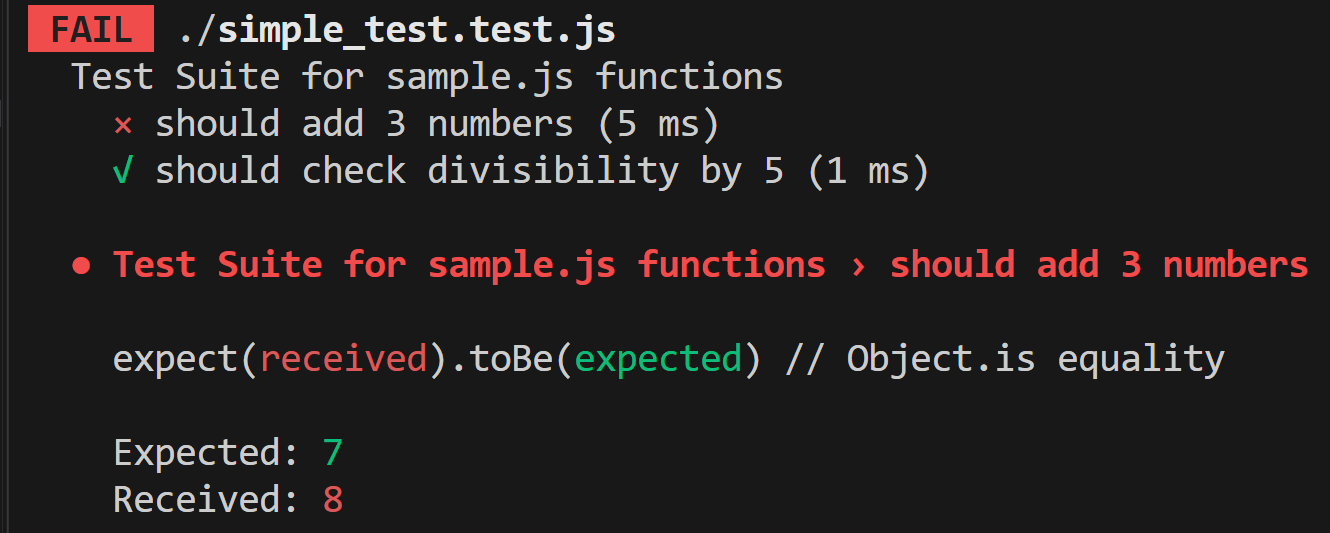 FAIL ./simple_test.test.js
Test Suite for sample.js functions
× should add 3 numbers (5 ms)
√ should check divisibility by 5 (1 ms)
● Test Suite for sample.js functions › should add 3 numbers
expect(received).toBe(expected) // Object.is equality
Expected: 7
Received: 8